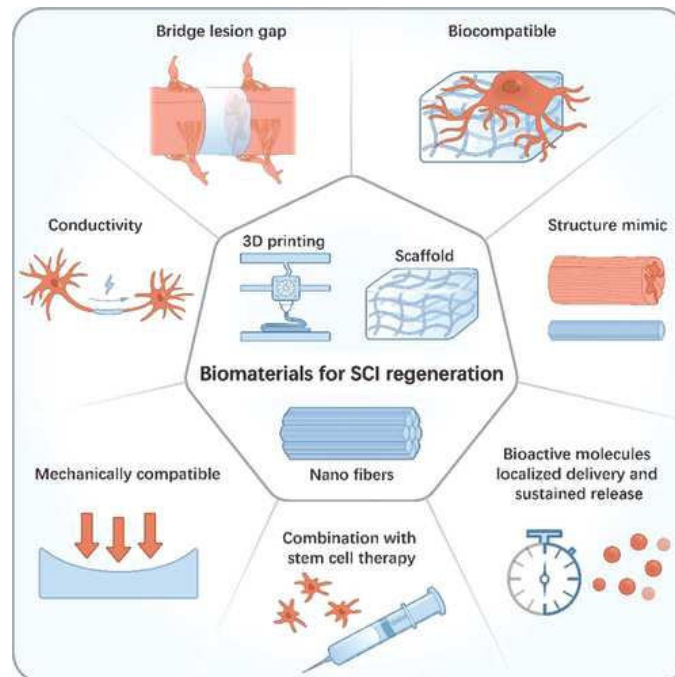 Bridge lesion gap
Biocompatible
Conductivity
3D printing
Scaffold
Structure mimic
Biomaterials for SCI regeneration
Nano fibers
Mechanically compatible
Bioactive molecules
localized delivery and
sustained release
Combination with
stem cell therapy